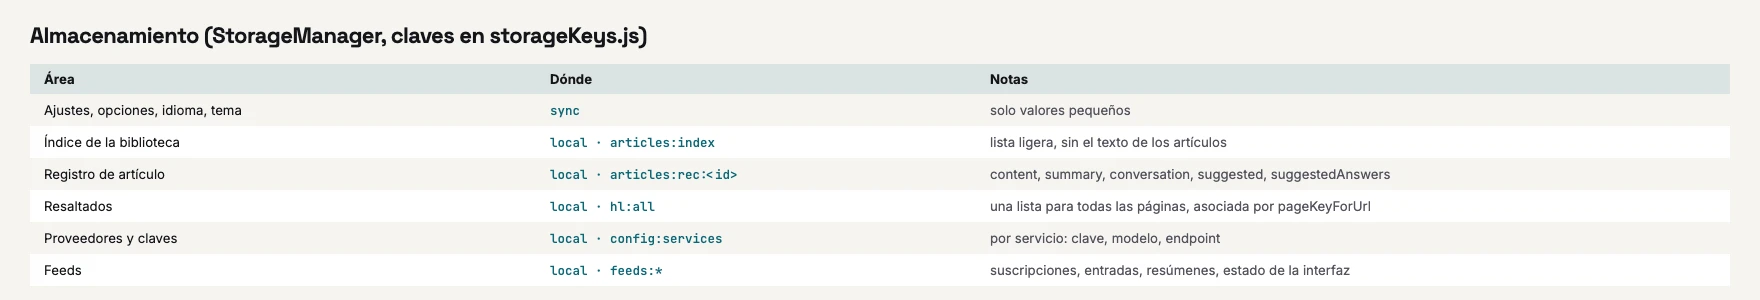 Almacenamiento (StorageManager, claves en storageKeys.js)
Área Dónde Notas
Ajustes, opciones, idioma, tema sync solo valores pequeños
Índice de la biblioteca local · articles:index lista ligera, sin el texto de los artículos
Registro de artículo local · articles:rec:<id> content, summary, conversation, suggested, suggestedAnswers
Resaltados local · hl:all una lista para todas las páginas, asociada por pageKeyForUrl
Proveedores y claves local · config:services por servicio: clave, modelo, endpoint
Feeds local · feeds:* suscripciones, entradas, resúmenes, estado de la interfaz